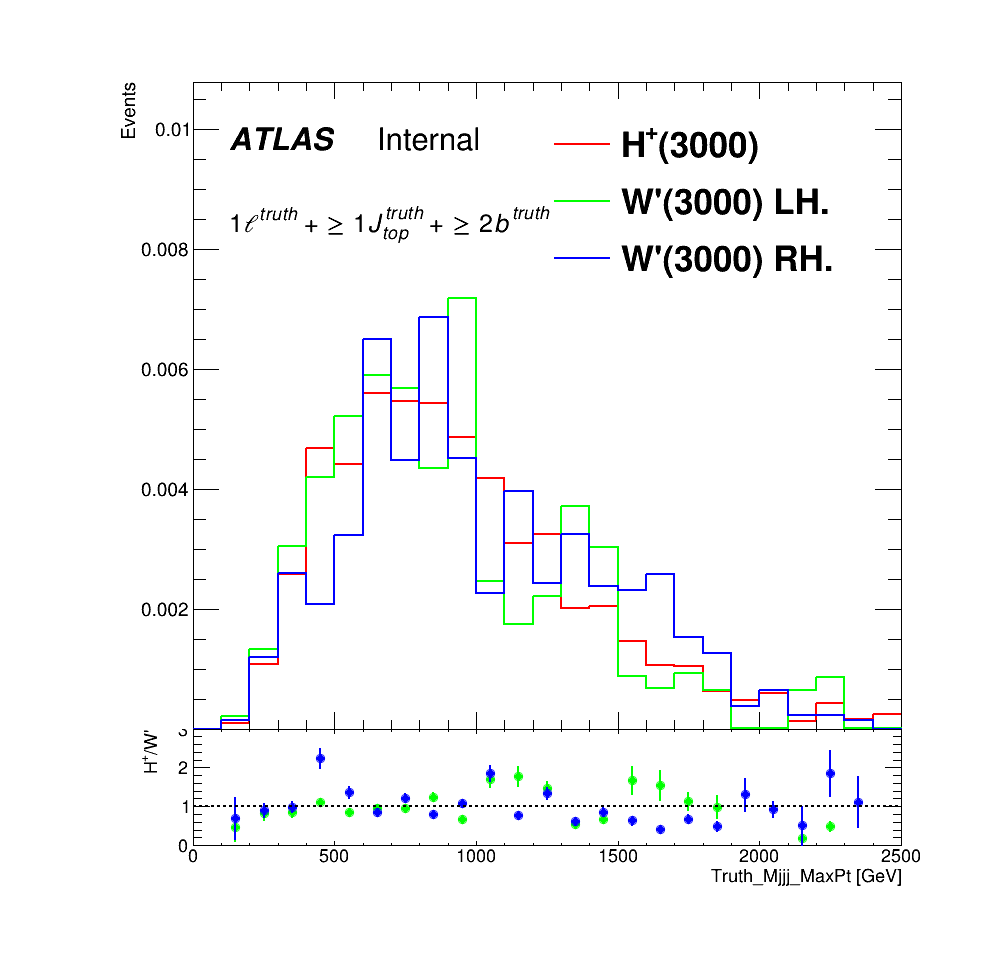 Events
0.01
0.008
0.006
0.004
0.002
ATLAS Internal
1ℓ^truth + ≥ 1J_top^truth + ≥ 2b^truth
H⁺(3000)
W'(3000) LH.
W'(3000) RH.
H⁺/W'
3
2
1
0
0 500 1000 1500 2000 2500
Truth_Mjjj_MaxPt [GeV]